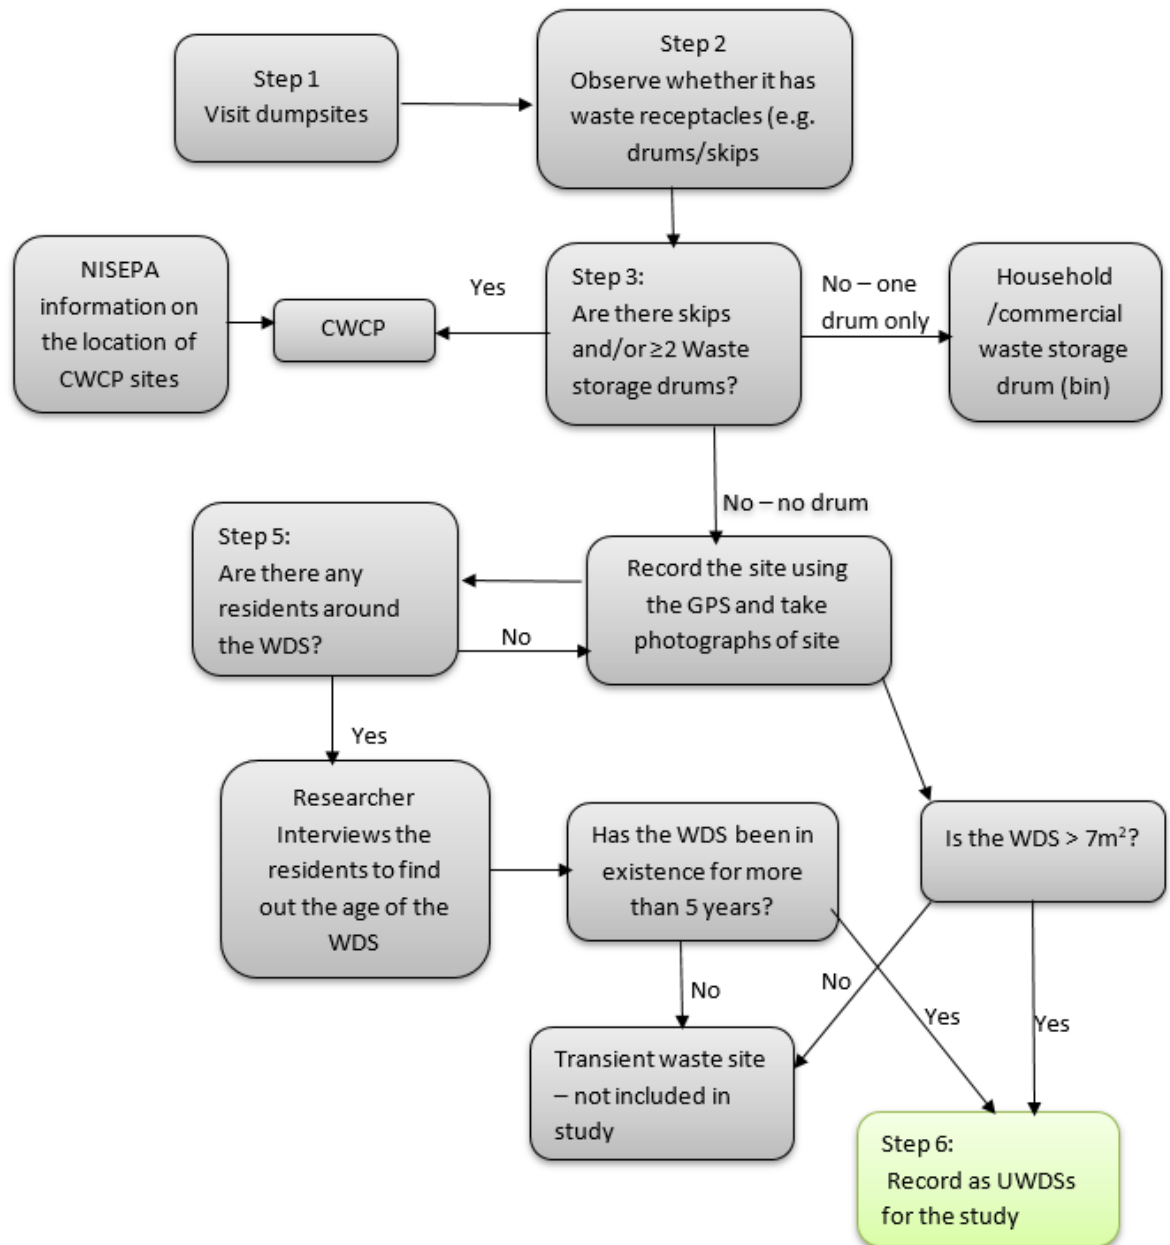 Step 1
Visit dumpsites
Step 2
Observe whether it has
waste receptacles (e.g.
drums/skips
NISEPA
information on
the location of
CWCP sites
CWCP
Yes
Step 3:
Are there skips
and/or ≥2 Waste
storage drums?
No – one
drum only
Household
/commercial
waste storage
drum (bin)
No – no drum
Step 5:
Are there any
residents around
the WDS?
No
Record the site using
the GPS and take
photographs of site
Yes
Researcher
Interviews the
residents to find
out the age of the
WDS
Has the WDS been in
existence for more
than 5 years?
Is the WDS > 7m²?
No
No
Yes
Yes
Transient waste site
– not included in
study
Step 6:
Record as UWDSs
for the study